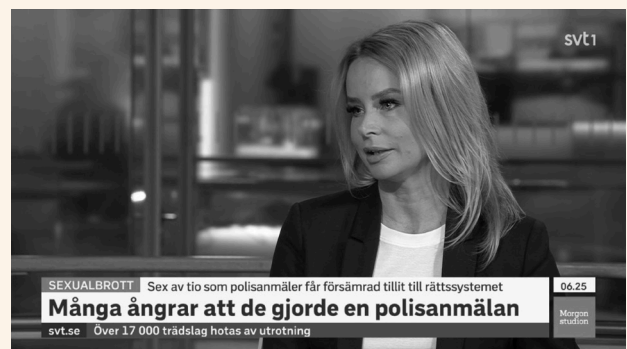 svt1
SEXUALBROTT Sex av tio som polisanmäler får försämrad tillit till rättssystemet
06.25
Många ångrar att de gjorde en polisanmälan
Morgon
studion
svt.se Över 17 000 trädslag hotas av utrotning